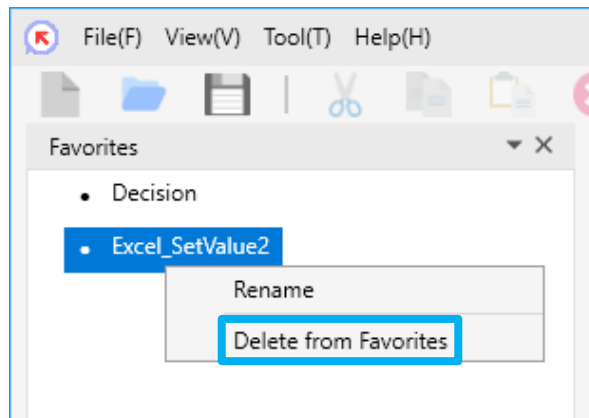 File(F) View(V) Tool(T) Help(H)
Favorites
Decision
Excel_SetValue2
Rename
Delete from Favorites